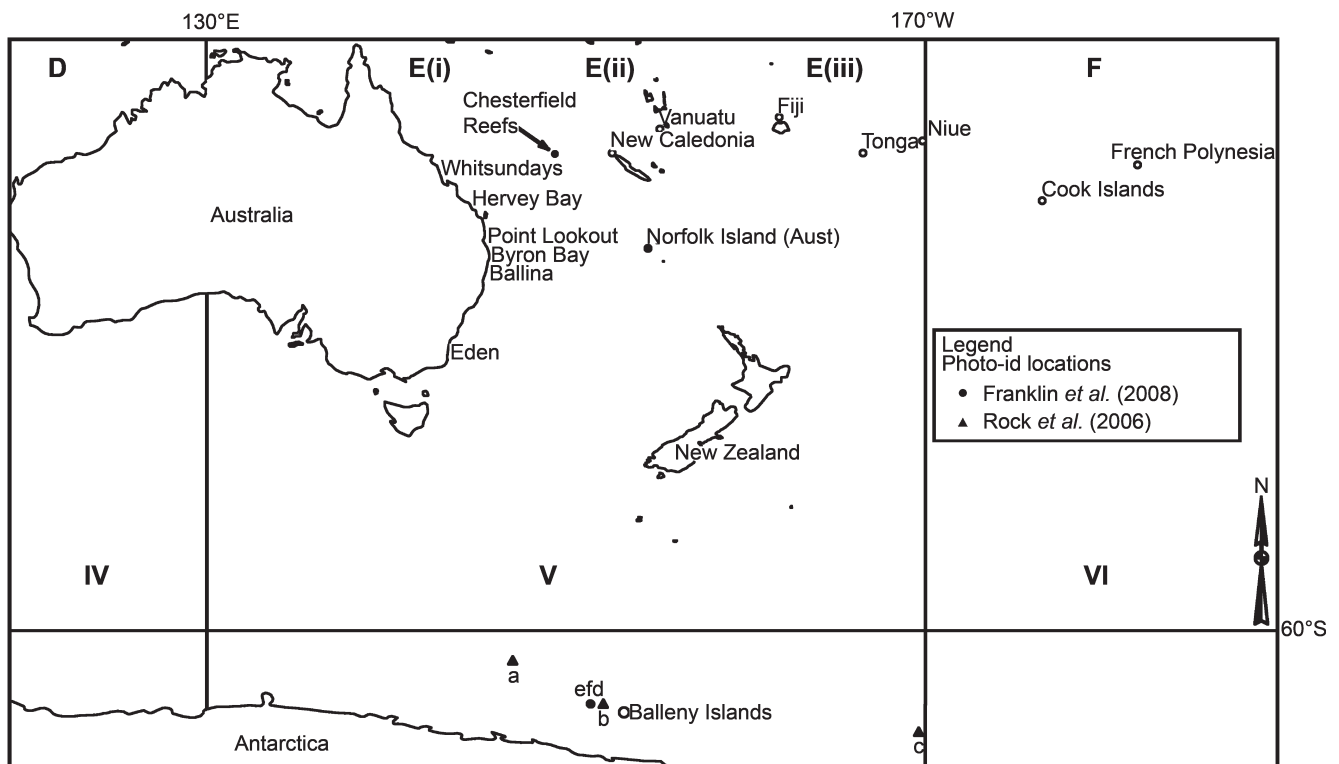 130°E
170°W
D
E(i)
E(ii)
E(iii)
F
Chesterfield
Reefs
Vanuatu
Fiji
New Caledonia
Tonga
Niue
French Polynesia
Whitsundays
Cook Islands
Hervey Bay
Australia
Point Lookout
Norfolk Island (Aust)
Byron Bay
Ballina
Eden
Legend
Photo-id locations
Franklin et al. (2008)
Rock et al. (2006)
New Zealand
N
IV
V
VI
60°S
a
efd
b
Balleny Islands
Antarctica
c